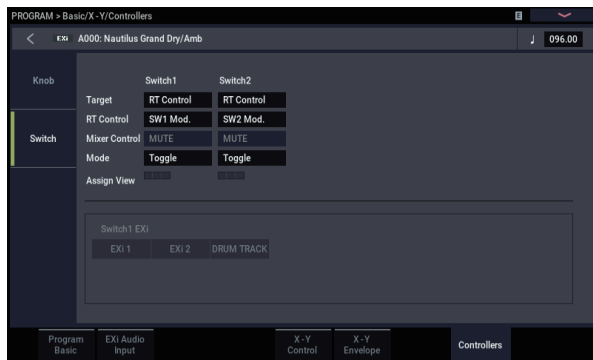 PROGRAM > Basic/X-Y/Controllers E
EXi A000: Nautilus Grand Dry/Amb ♩ 096.00
Knob
Switch
Switch1 Switch2
Target RT Control RT Control
RT Control SW1 Mod. SW2 Mod.
Mixer Control MUTE MUTE
Mode Toggle Toggle
Assign View
Switch1 EXi
EXi 1 EXi 2 DRUM TRACK
Program Basic
EXi Audio Input
X-Y Control
X-Y Envelope
Controllers